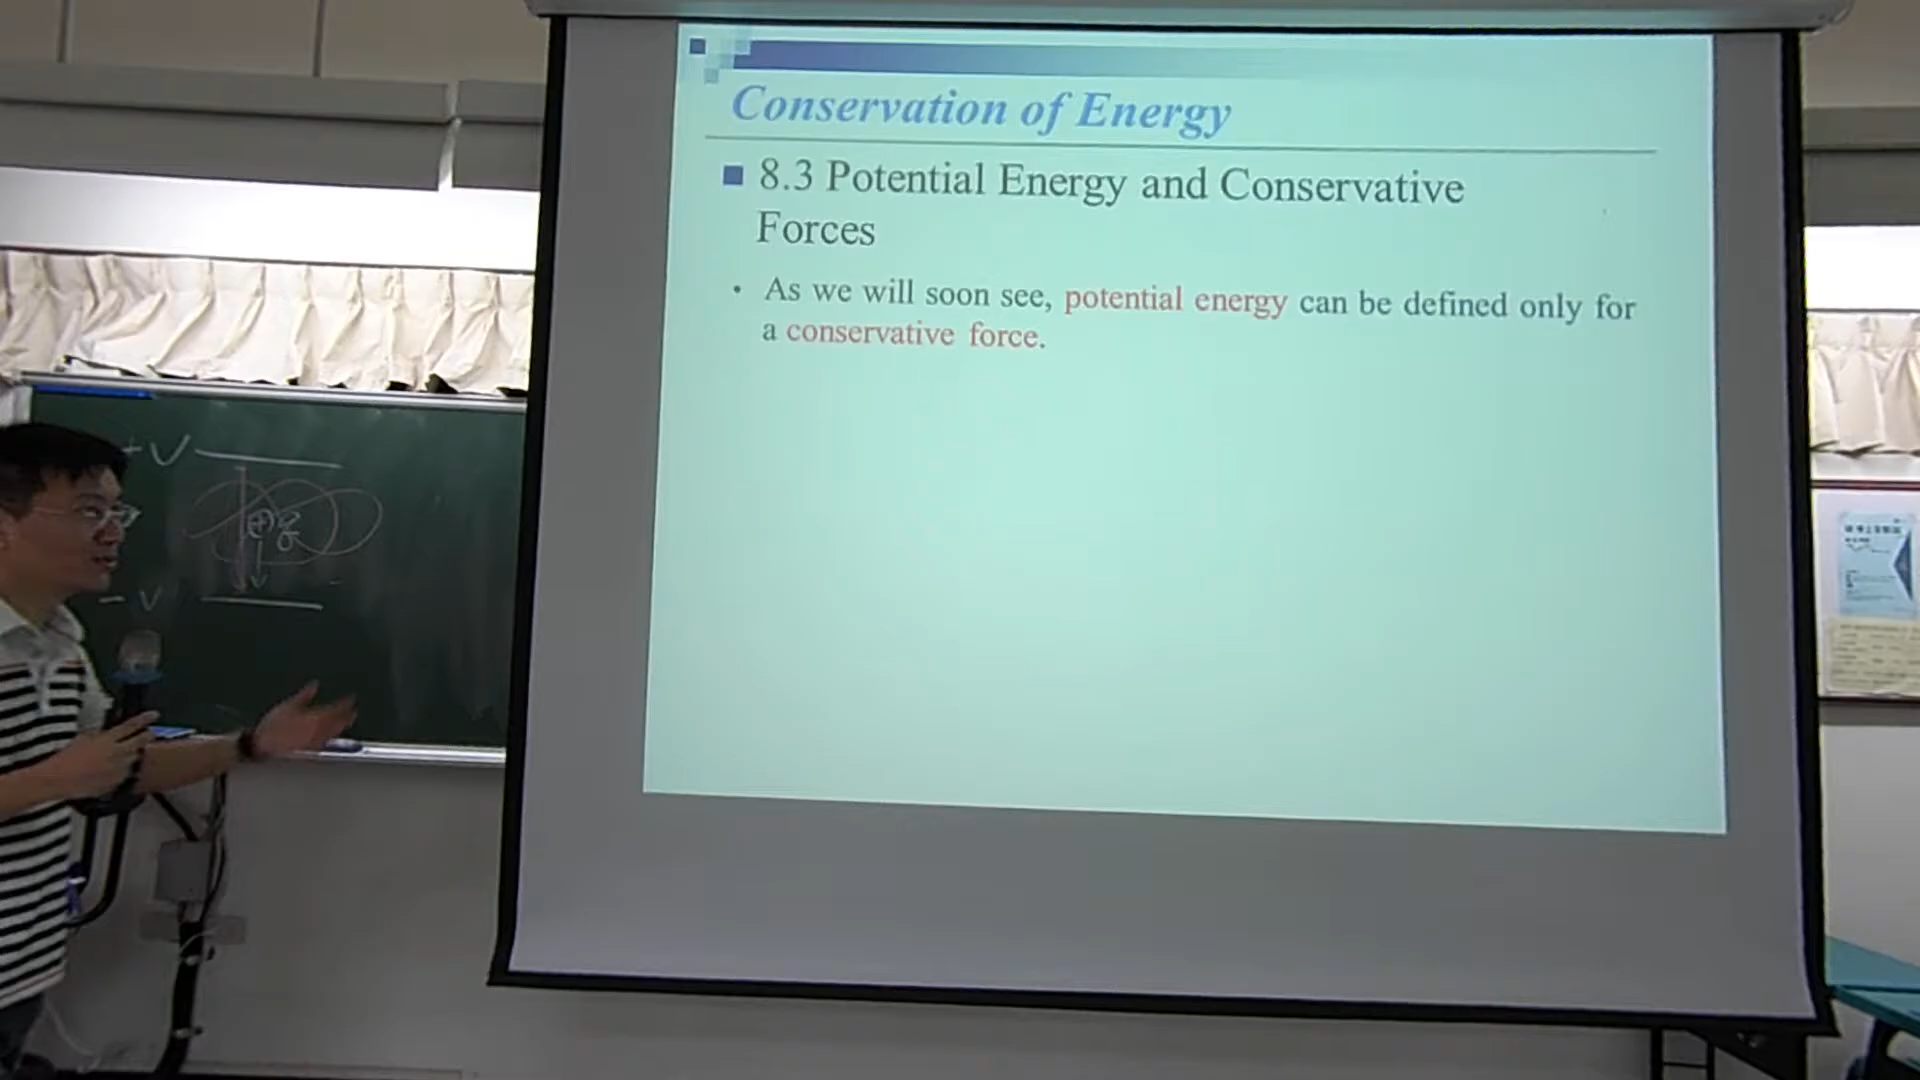 Conservation of Energy
8.3 Potential Energy and Conservative
Forces
As we will soon see, potential energy can be defined only for
a conservative force.
+V
-V